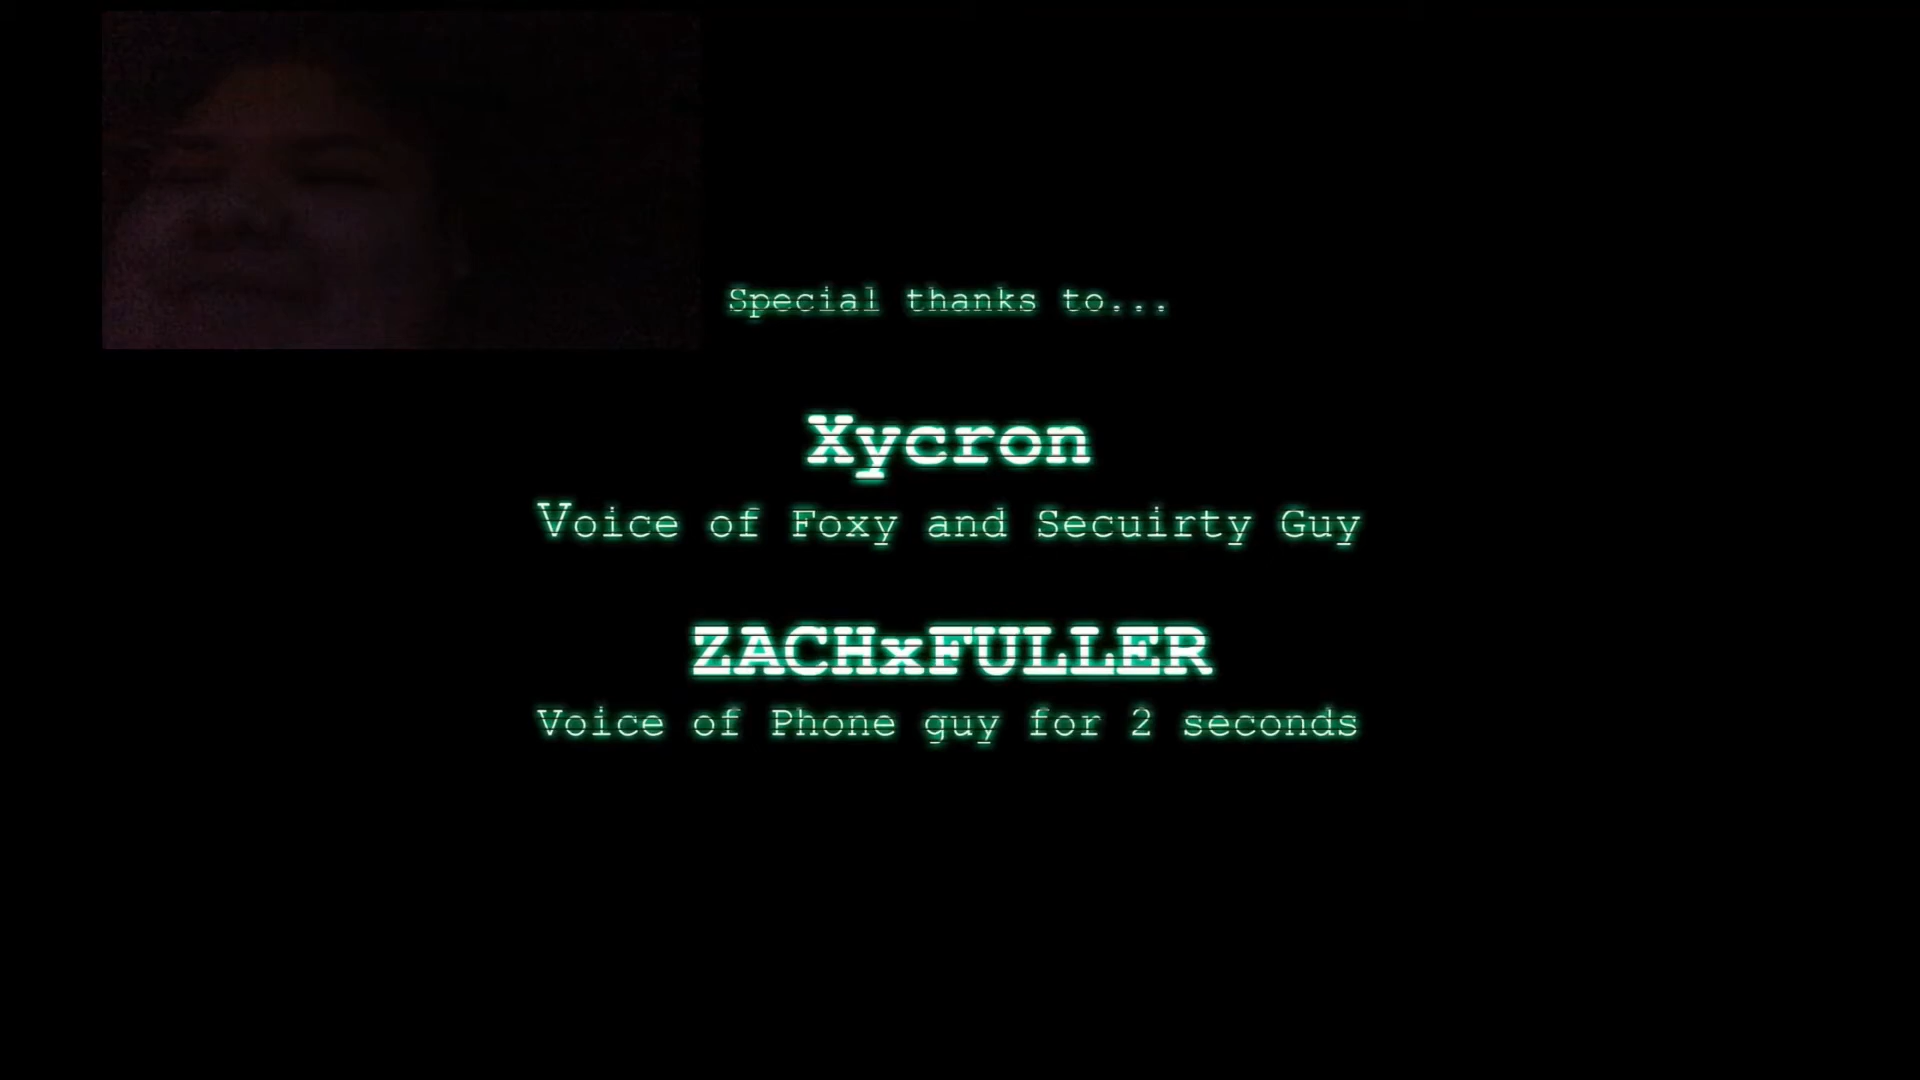 Special thanks to...
Xycron
Voice of Foxy and Secuirty Guy
ZACHxFULLER
Voice of Phone guy for 2 seconds